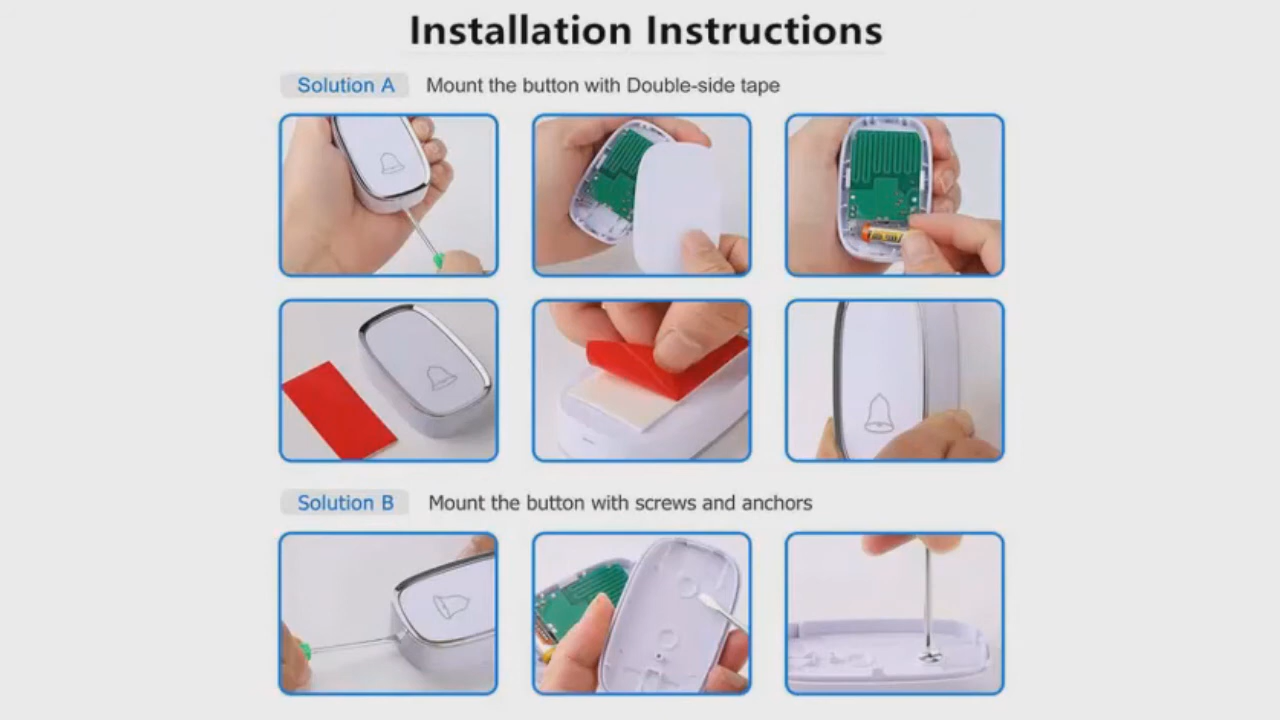 Installation Instructions
Solution A Mount the button with Double-side tape
Solution B Mount the button with screws and anchors